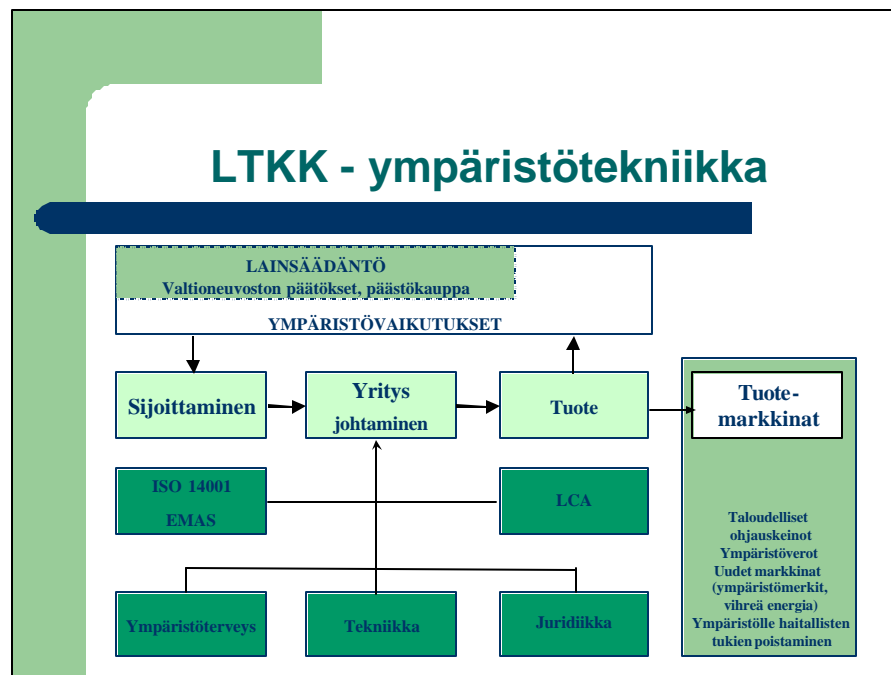 LTKK - ympäristötekniikka
LAINSÄÄDÄNTÖ
Valtioneuvoston päätökset, päästökauppa
YMPÄRISTÖVAIKUTUKSET
Sijoittaminen
Yritys
johtaminen
Tuote
Tuote-
markkinat
ISO 14001
EMAS
LCA
Taloudelliset
ohjauskeinot
Ympäristöverot
Uudet markkinat
(ympäristömerkit,
vihreä energia)
Ympäristölle haitallisten
tukien poistaminen
Ympäristöterveys
Tekniikka
Juridiikka